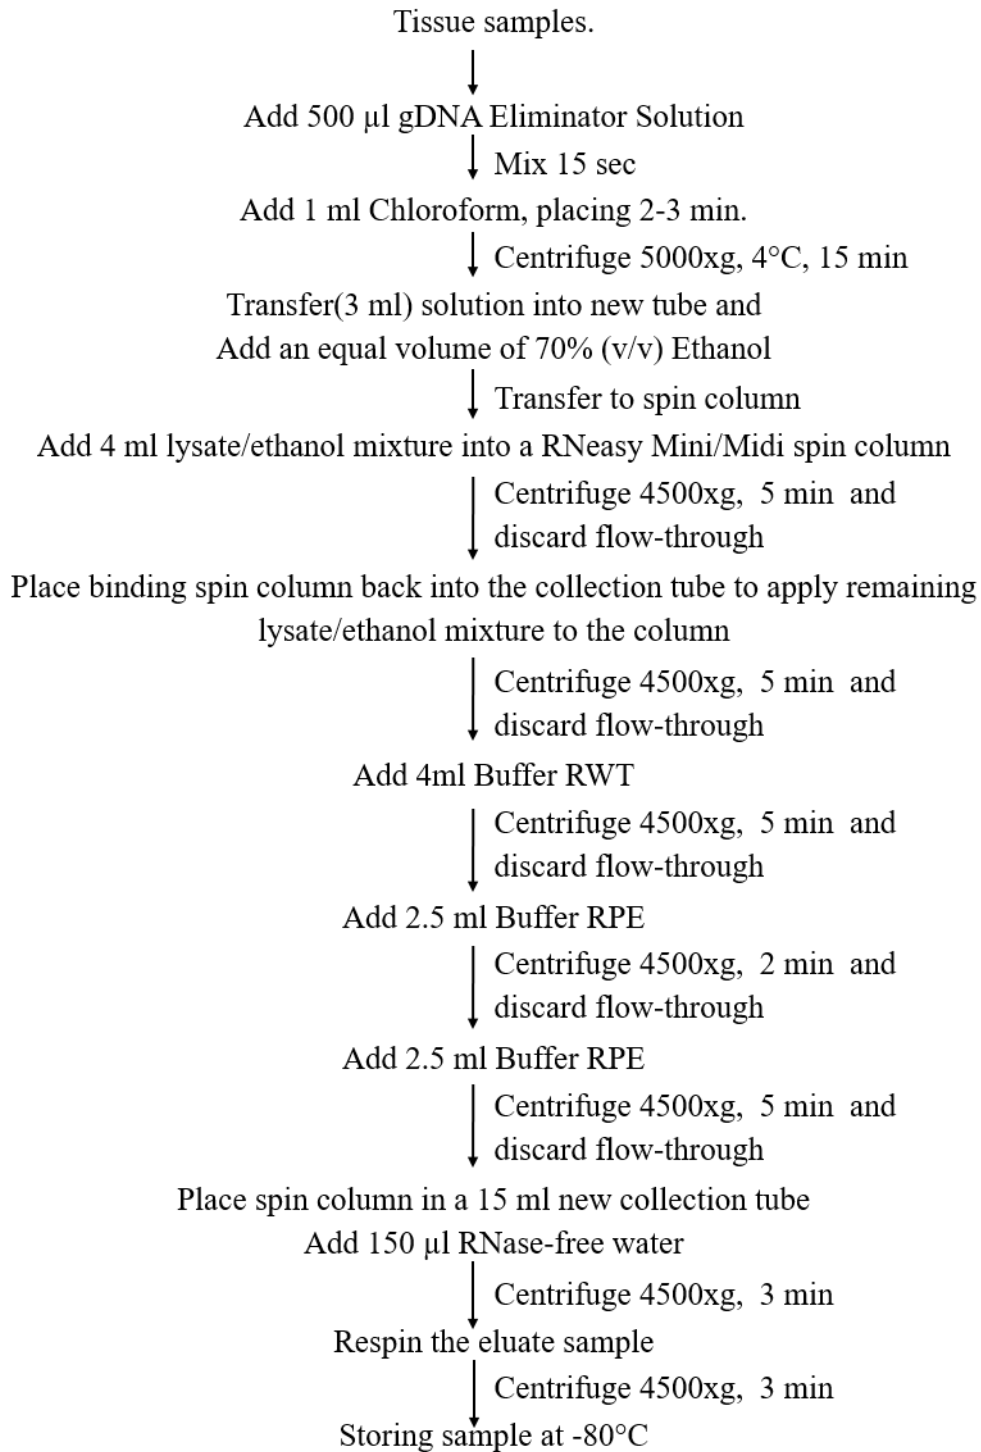 Tissue samples.
Add 500 µl gDNA Eliminator Solution
Mix 15 sec
Add 1 ml Chloroform, placing 2-3 min.
Centrifuge 5000xg, 4°C, 15 min
Transfer(3 ml) solution into new tube and
Add an equal volume of 70% (v/v) Ethanol
Transfer to spin column
Add 4 ml lysate/ethanol mixture into a RNeasy Mini/Midi spin column
Centrifuge 4500xg, 5 min and
discard flow-through
Place binding spin column back into the collection tube to apply remaining
lysate/ethanol mixture to the column
Centrifuge 4500xg, 5 min and
discard flow-through
Add 4ml Buffer RWT
Centrifuge 4500xg, 5 min and
discard flow-through
Add 2.5 ml Buffer RPE
Centrifuge 4500xg, 2 min and
discard flow-through
Add 2.5 ml Buffer RPE
Centrifuge 4500xg, 5 min and
discard flow-through
Place spin column in a 15 ml new collection tube
Add 150 µl RNase-free water
Centrifuge 4500xg, 3 min
Respin the eluate sample
Centrifuge 4500xg, 3 min
Storing sample at -80°C